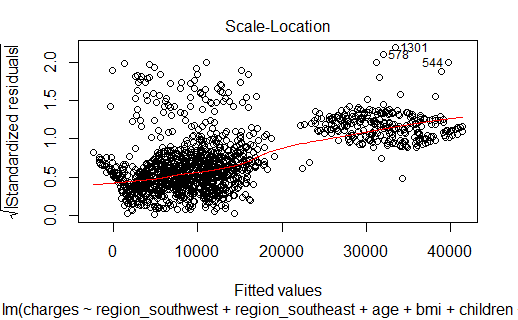 Scale-Location
√|Standardized residuals|
0.0 0.5 1.0 1.5 2.0
1301
578
544
0 10000 20000 30000 40000
Fitted values
lm(charges ~ region_southwest + region_southeast + age + bmi + children